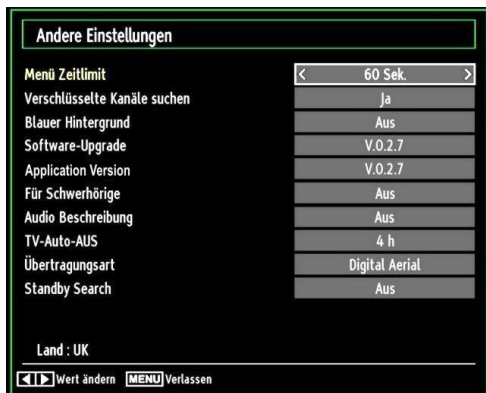 Andere Einstellungen
Menü Zeitlimit < 60 Sek. >
Verschlüsselte Kanäle suchen Ja
Blauer Hintergrund Aus
Software-Upgrade V.0.2.7
Application Version V.0.2.7
Für Schwerhörige Aus
Audio Beschreibung Aus
TV-Auto-AUS 4 h
Übertragungsart Digital Aerial
Standby Search Aus
Land : UK
Wert ändern MENU Verlassen